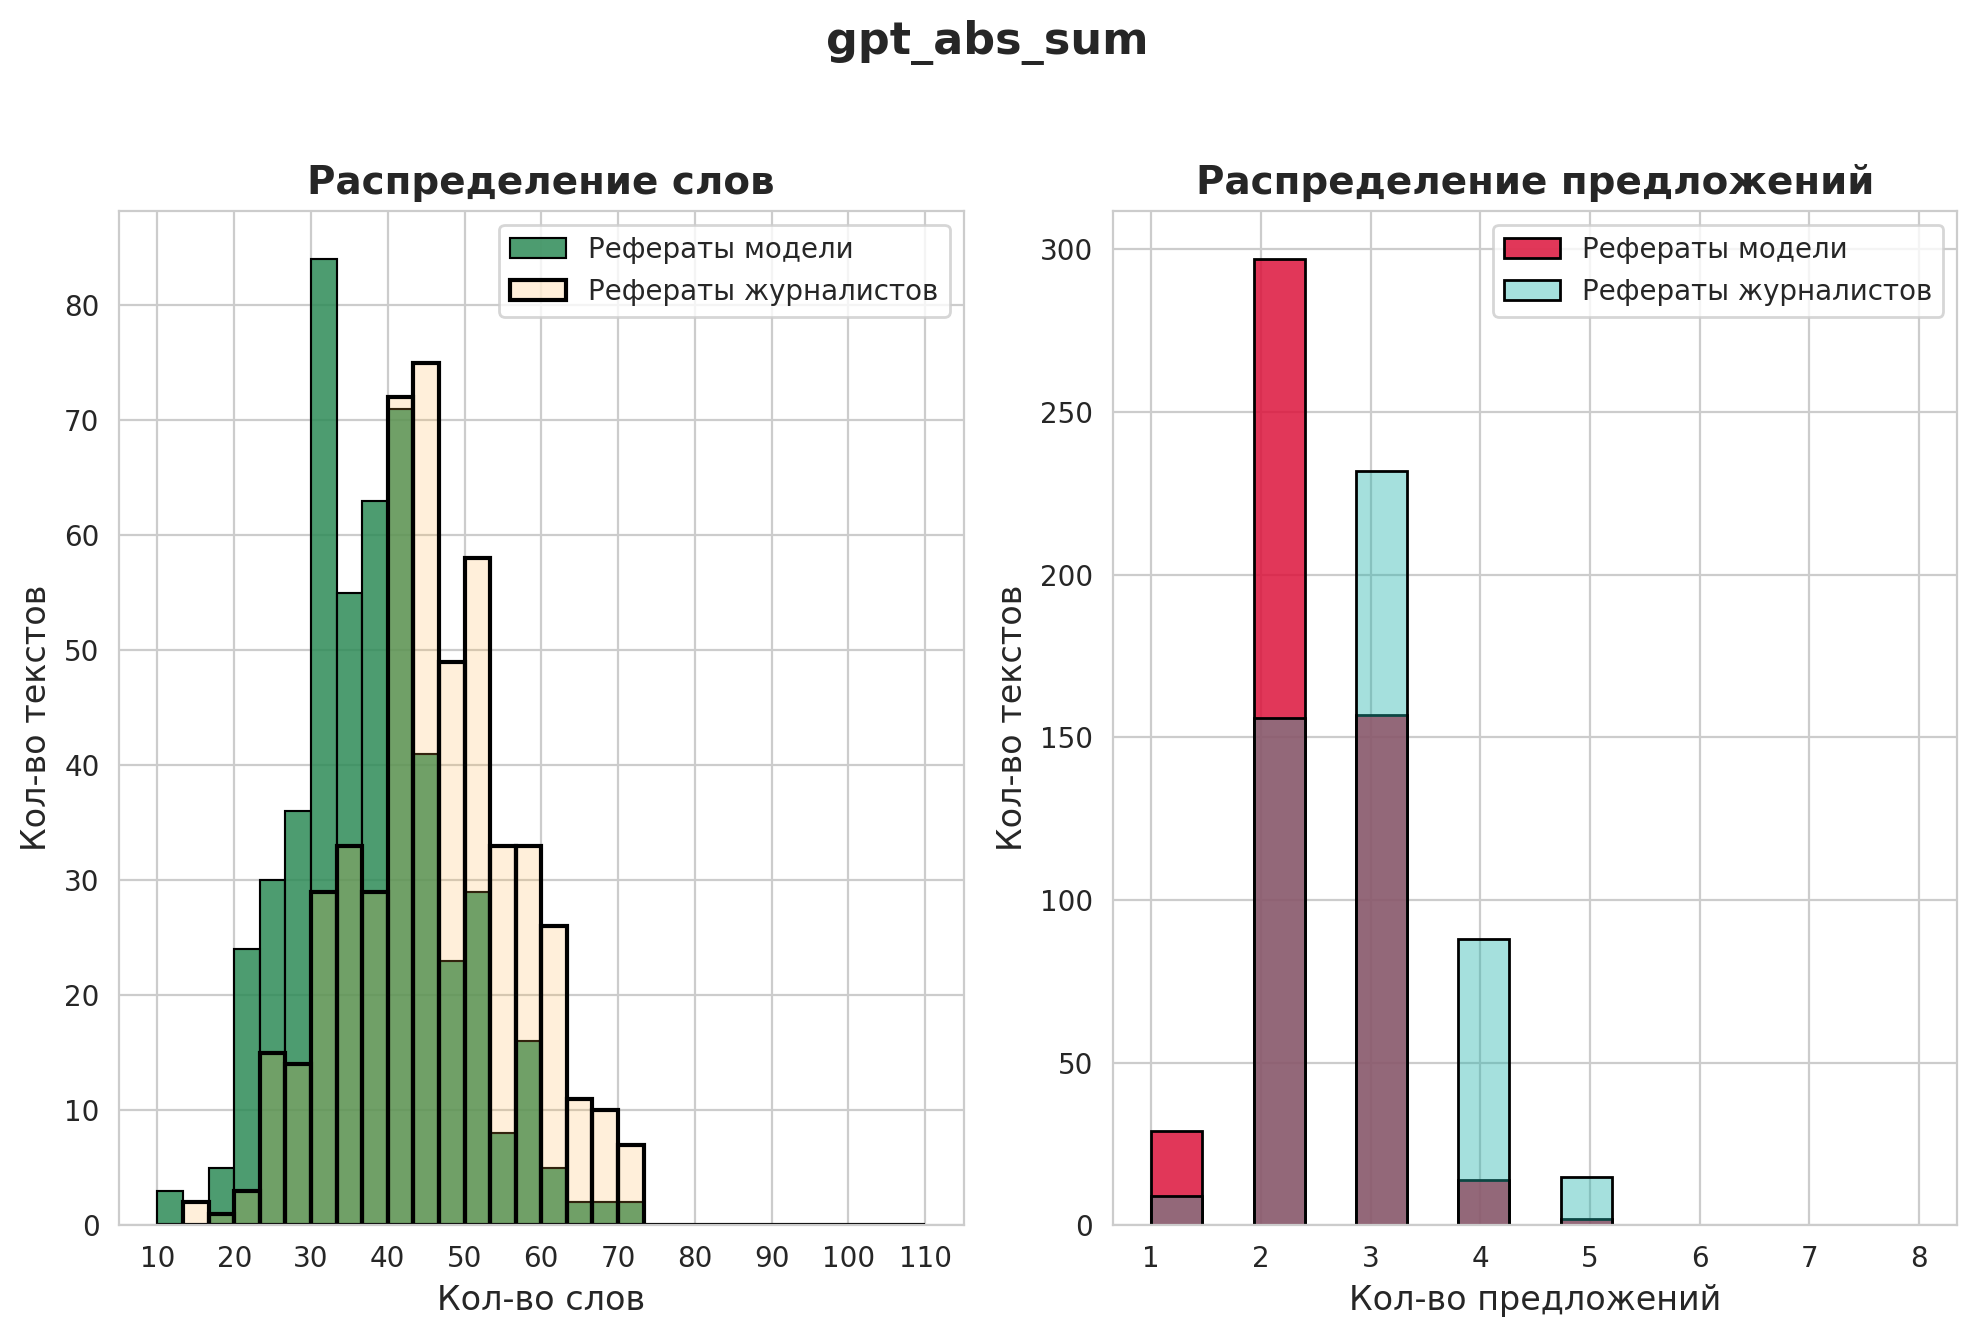 gpt_abs_sum
Распределение слов
Рефераты модели
Рефераты журналистов
Кол-во текстов
80
70
60
50
40
30
20
10
0
10 20 30 40 50 60 70 80 90 100 110
Кол-во слов
Распределение предложений
Рефераты модели
Рефераты журналистов
Кол-во текстов
300
250
200
150
100
50
0
1 2 3 4 5 6 7 8
Кол-во предложений